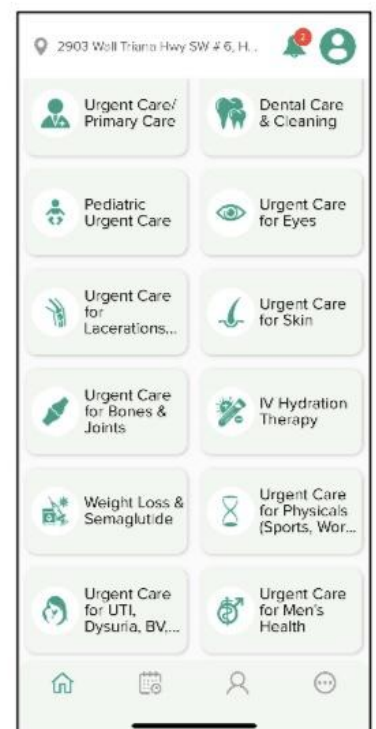 2903 Wall Triana Hwy SW # 6, H...
2
Urgent Care/
Primary Care
Dental Care
& Cleaning
Pediatric
Urgent Care
Urgent Care
for Eyes
Urgent Care
for
Lacerations...
Urgent Care
for Skin
Urgent Care
for Bones &
Joints
IV Hydration
Therapy
Weight Loss &
Semaglutide
Urgent Care
for Physicals
(Sports, Wor...
Urgent Care
for UTI,
Dysuria, BV,...
Urgent Care
for Men's
Health